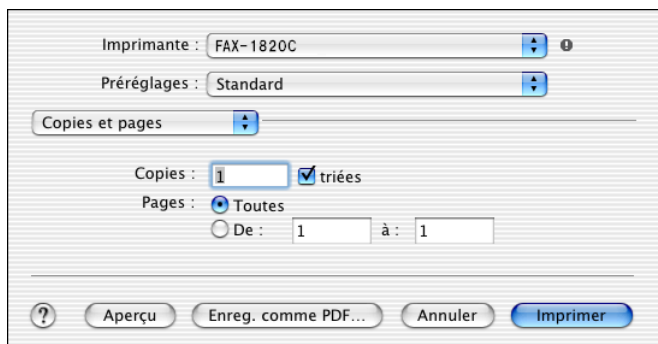 Imprimante : FAX-1820C
Préréglages : Standard
Copies et pages
Copies : 1 triées
Pages : Toutes
De : 1 à : 1
? Aperçu Enreg. comme PDF... Annuler Imprimer